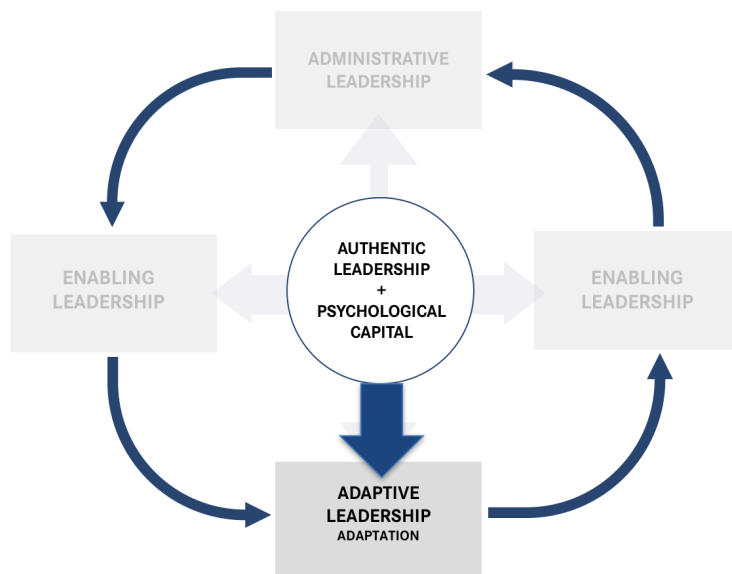 ADMINISTRATIVE
LEADERSHIP
ENABLING
LEADERSHIP
AUTHENTIC
LEADERSHIP
+
PSYCHOLOGICAL
CAPITAL
ENABLING
LEADERSHIP
ADAPTIVE
LEADERSHIP
ADAPTATION